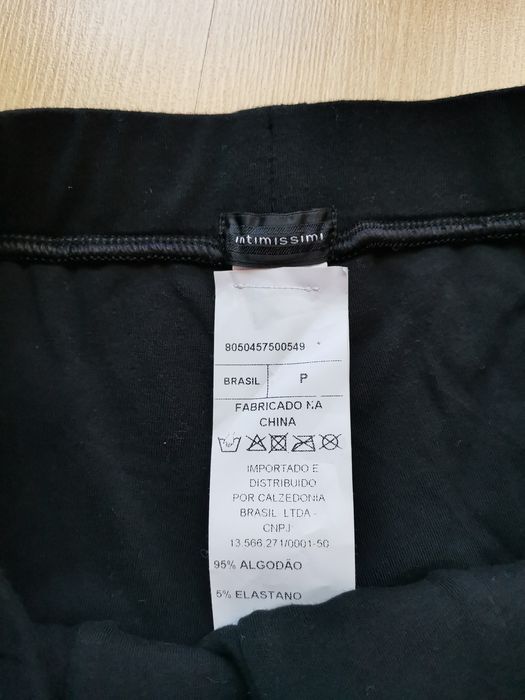 intimissimi
8050457500549
BRASIL P
FABRICADO NA
CHINA
IMPORTADO E
DISTRIBUIDO
POR CALZEDONIA
BRASIL LTDA -
CNPJ
13.566.271/0001-50
95% ALGODÃO
5% ELASTANO